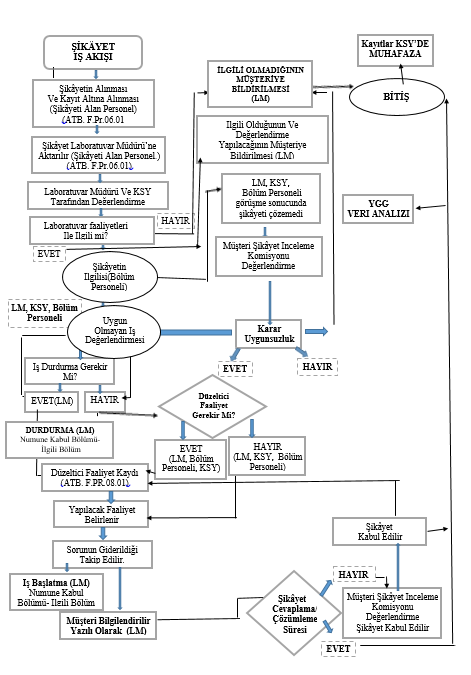 ŞİKÂYET
İŞ AKIŞI
Kayıtlar KSY'DE
MUHAFAZA
Şikâyetin Alınması
Ve Kayıt Altına Alınması
(Şikâyeti Alan Personel)
(ATB. F.Pr.06.01
İLGİLİ OLMADIĞININ
MÜŞTERİYE
BİLDİRİLMESİ
(LM)
BİTİŞ
Şikâyet Laboratuvar Müdürü'ne
Aktarılır (Şikâyeti Alan Personel.)
(ATB. F.Pr.06.01)
İlgili Olduğunun Ve
Değerlendirme
Yapılacağının Müşteriye
Bildirilmesi (LM)
Laboratuvar Müdürü Ve KSY
Tarafından Değerlendirme
LM, KSY,
Bölüm Personeli
görüşme sonucunda
şikâyeti çözemedi
YGG
VERI ANALIZI
Laboratuvar faaliyetleri
İle İlgili mi?
HAYIR
EVET
Müşteri Şikâyet Inceleme
Komisyonu
Değerlendirme
Şikâyetin
İlgilisi(Bölüm
Personeli)
LM, KSY, Bölüm
Personeli
Uygun
Olmayan İş
Değerlendirmesi
Karar
Uygunsuzluk
EVET
HAYIR
Iş Durdurma Gerekir
Mi?
EVET(LM)
HAYIR
Düzeltici
Faaliyet
Gerekir Mi?
DURDURMA (LM)
Numune Kabul Bölümü-
İlgili Bölüm
EVET
(LM, Bölüm
Personeli, KSY)
HAYIR
(LM, KSY, Bölüm
Personeli)
Düzeltici Faaliyet Kaydı
(ATB. F.PR.08.01)
Yapılacak Faaliyet
Belirlenir
Şikâyet
Kabul Edilir
Sorunun Giderildiği
Takip Edilir.
Iş Başlatma (LM)
Numune Kabul
Bölümü- Ilgili Bölüm
HAYIR
Şikâyet
Cevaplama/
Çözümleme
Süresi
Müşteri Şikâyet İnceleme
Komisyonu
Değerlendirme
Şikâyet Kabul Edilir
Müşteri Bilgilendirilir
Yazılı Olarak (LM)
EVET